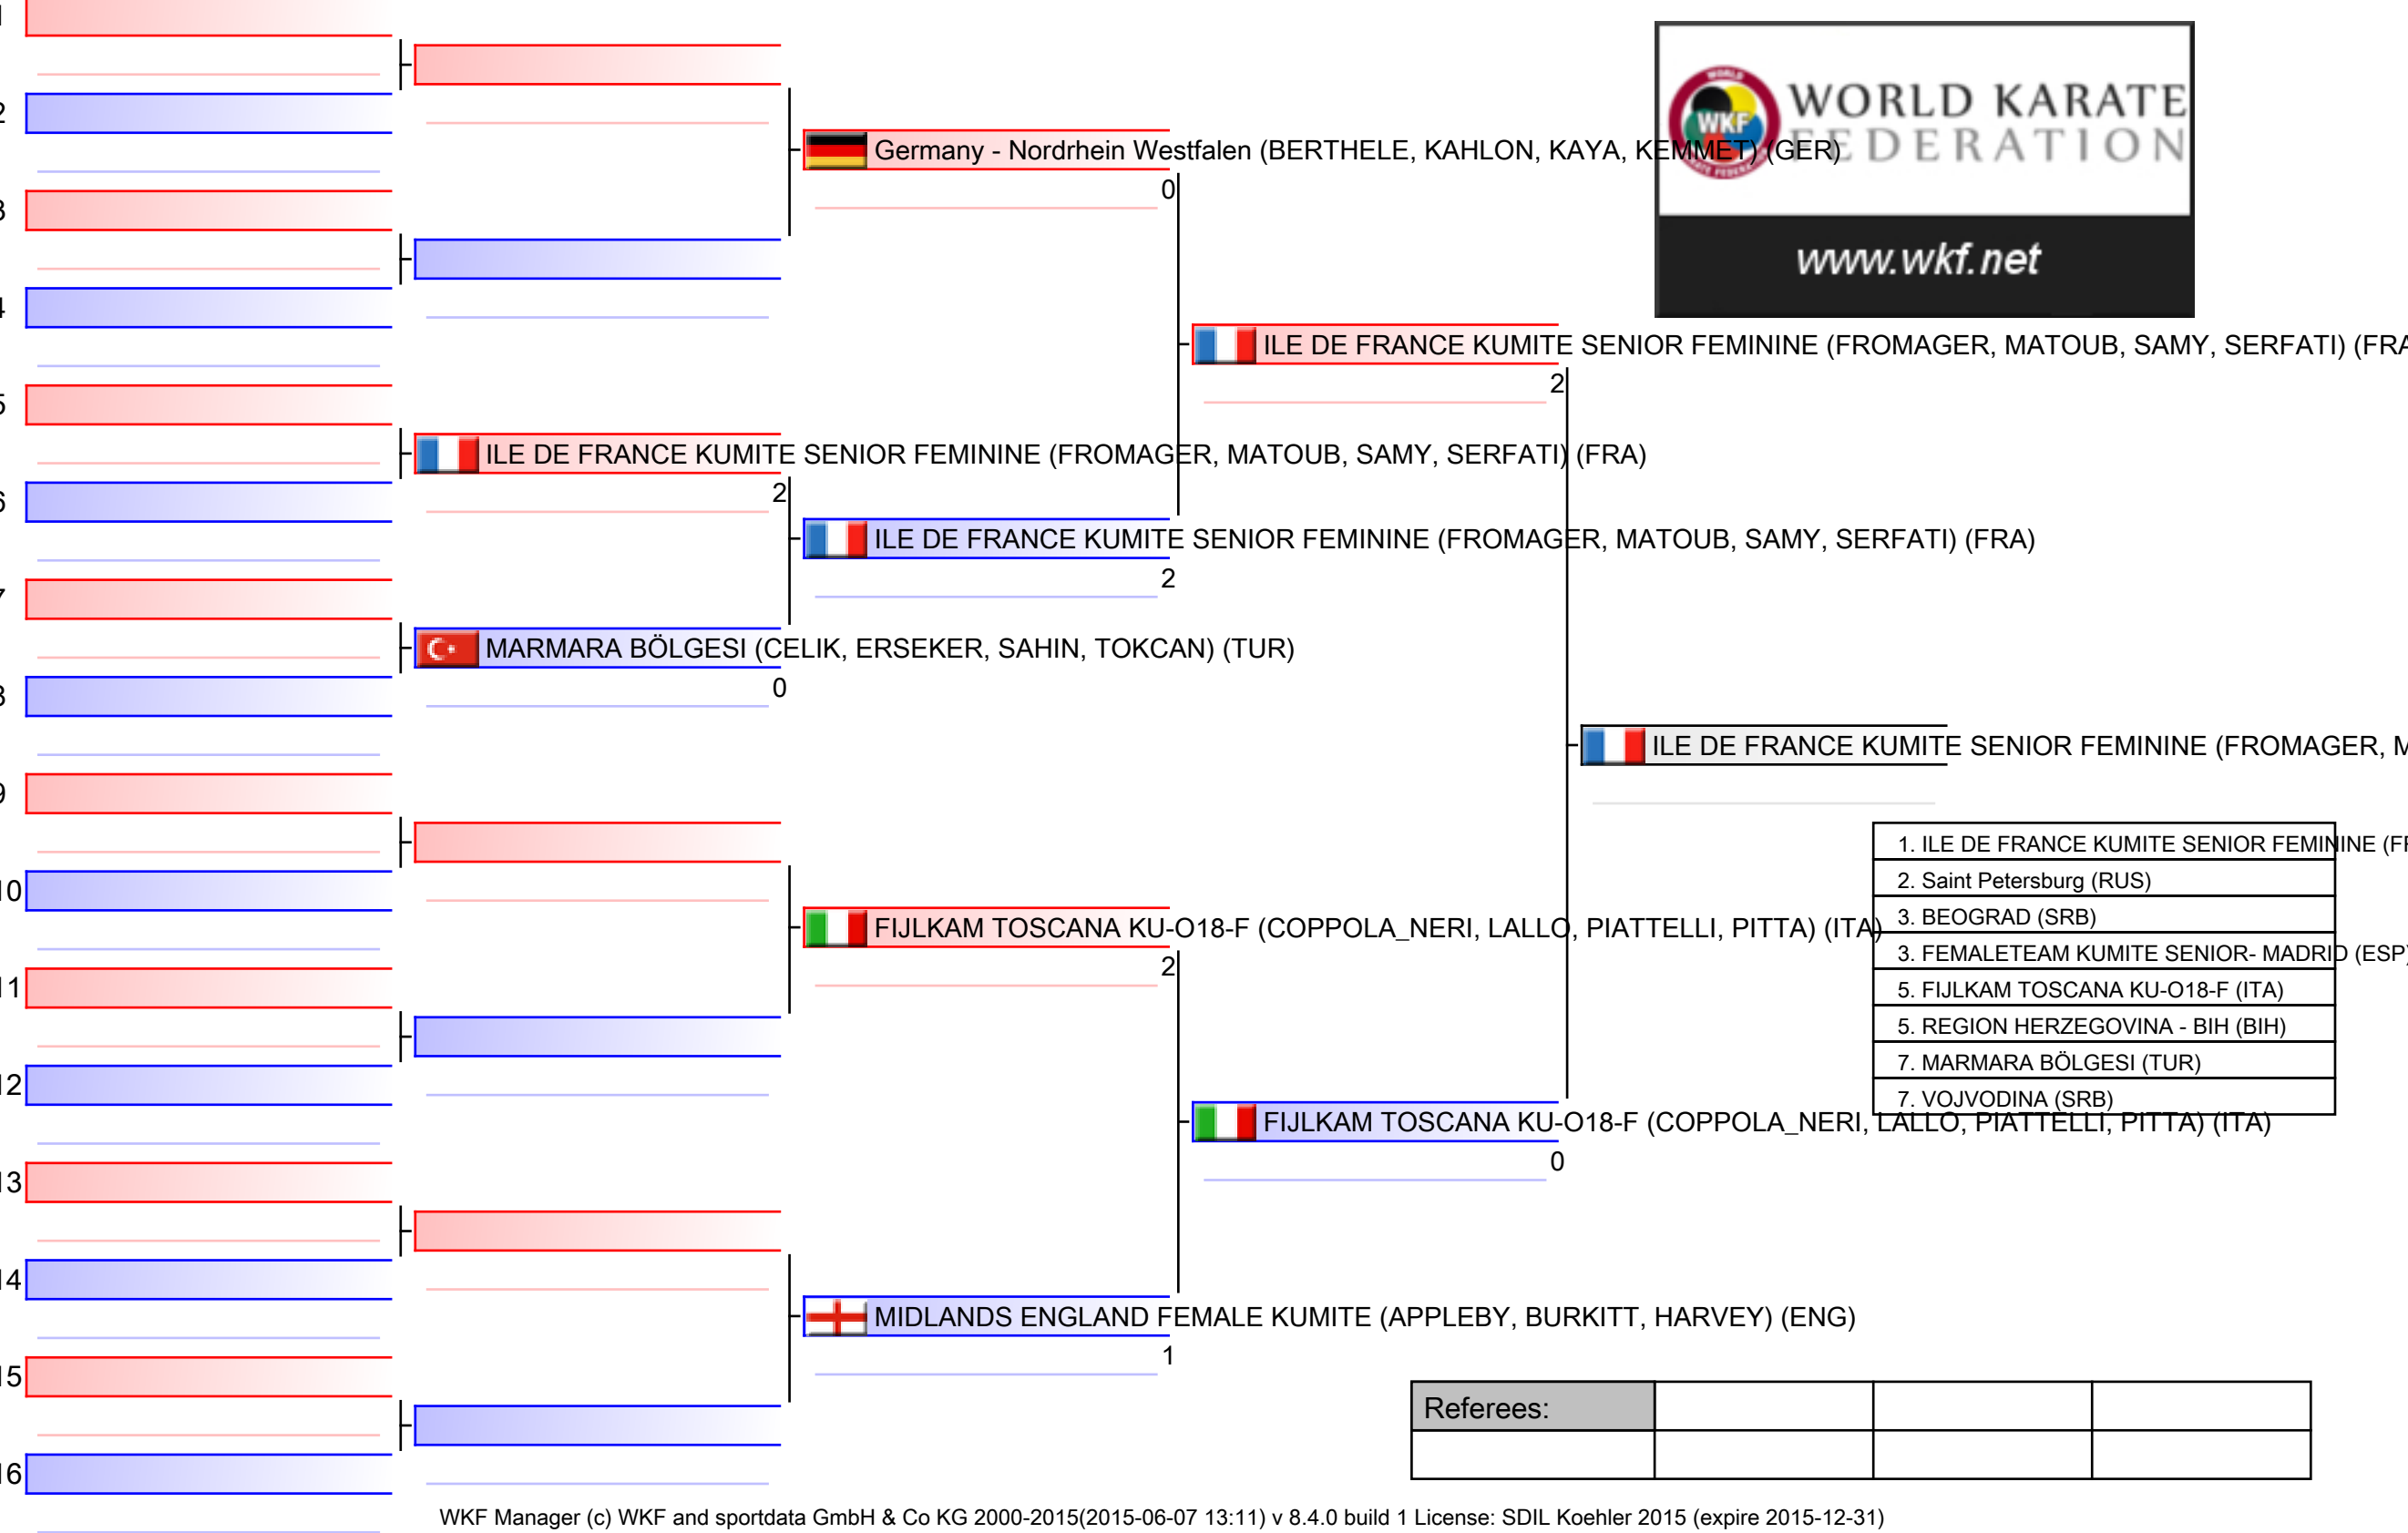 WORLD KARATE
FEDERATION
WKF
www.wkf.net
1
2
3
4
5
6
7
8
9
10
11
12
13
14
15
16
Germany - Nordrhein Westfalen (BERTHELE, KAHLON, KAYA, KEMMET) (GER)
0
ILE DE FRANCE KUMITE SENIOR FEMININE (FROMAGER, MATOUB, SAMY, SERFATI) (FRA
2
ILE DE FRANCE KUMITE SENIOR FEMININE (FROMAGER, MATOUB, SAMY, SERFATI) (FRA)
2
ILE DE FRANCE KUMITE SENIOR FEMININE (FROMAGER, MATOUB, SAMY, SERFATI) (FRA)
2
MARMARA BÖLGESI (CELIK, ERSEKER, SAHIN, TOKCAN) (TUR)
0
ILE DE FRANCE KUMITE SENIOR FEMININE (FROMAGER, M
1. ILE DE FRANCE KUMITE SENIOR FEMININE (FR
2. Saint Petersburg (RUS)
3. BEOGRAD (SRB)
3. FEMALETEAM KUMITE SENIOR- MADRID (ESP)
5. FIJLKAM TOSCANA KU-O18-F (ITA)
5. REGION HERZEGOVINA - BIH (BIH)
7. MARMARA BÖLGESI (TUR)
7. VOJVODINA (SRB)
FIJLKAM TOSCANA KU-O18-F (COPPOLA_NERI, LALLO, PIATTELLI, PITTA) (ITA)
2
FIJLKAM TOSCANA KU-O18-F (COPPOLA_NERI, LALLO, PIATTELLI, PITTA) (ITA)
0
MIDLANDS ENGLAND FEMALE KUMITE (APPLEBY, BURKITT, HARVEY) (ENG)
1
Referees:
WKF Manager (c) WKF and sportdata GmbH & Co KG 2000-2015(2015-06-07 13:11) v 8.4.0 build 1 License: SDIL Koehler 2015 (expire 2015-12-31)